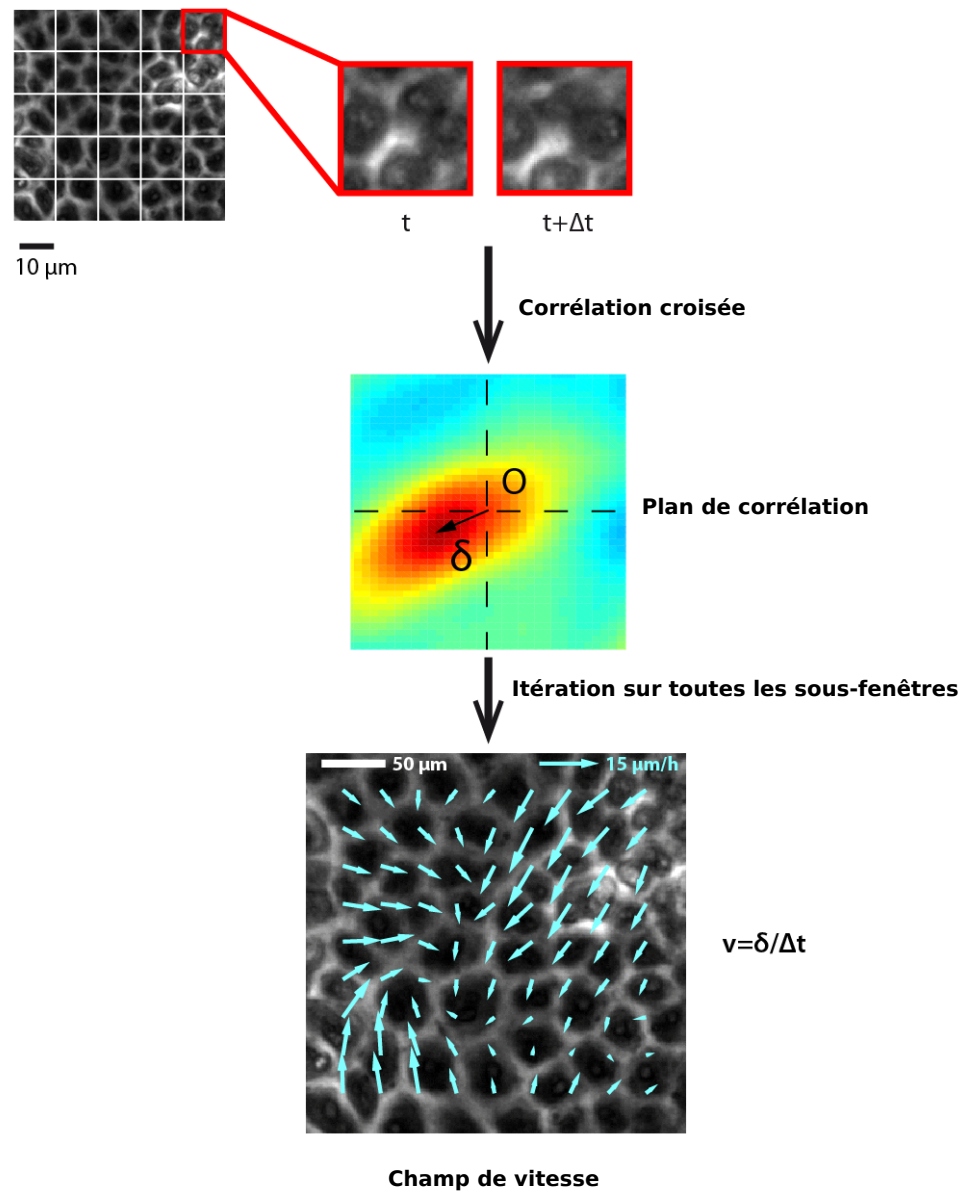 10 µm
t
t+Δt
Corrélation croisée
O
Plan de corrélation
δ
Itération sur toutes les sous-fenêtres
50 µm
15 µm/h
v=δ/Δt
Champ de vitesse